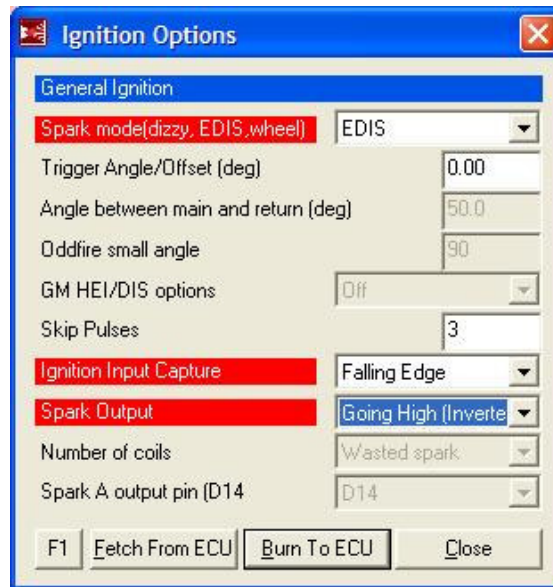 Ignition Options
General Ignition
Spark mode(dizzy, EDIS,wheel) EDIS
Trigger Angle/Offset (deg) 0.00
Angle between main and return (deg) 50.0
Oddfire small angle 90
GM HEI/DIS options Off
Skip Pulses 3
Ignition Input Capture Falling Edge
Spark Output Going High (Inverte
Number of coils Wasted spark
Spark A output pin (D14 D14
F1 Fetch From ECU Burn To ECU Close